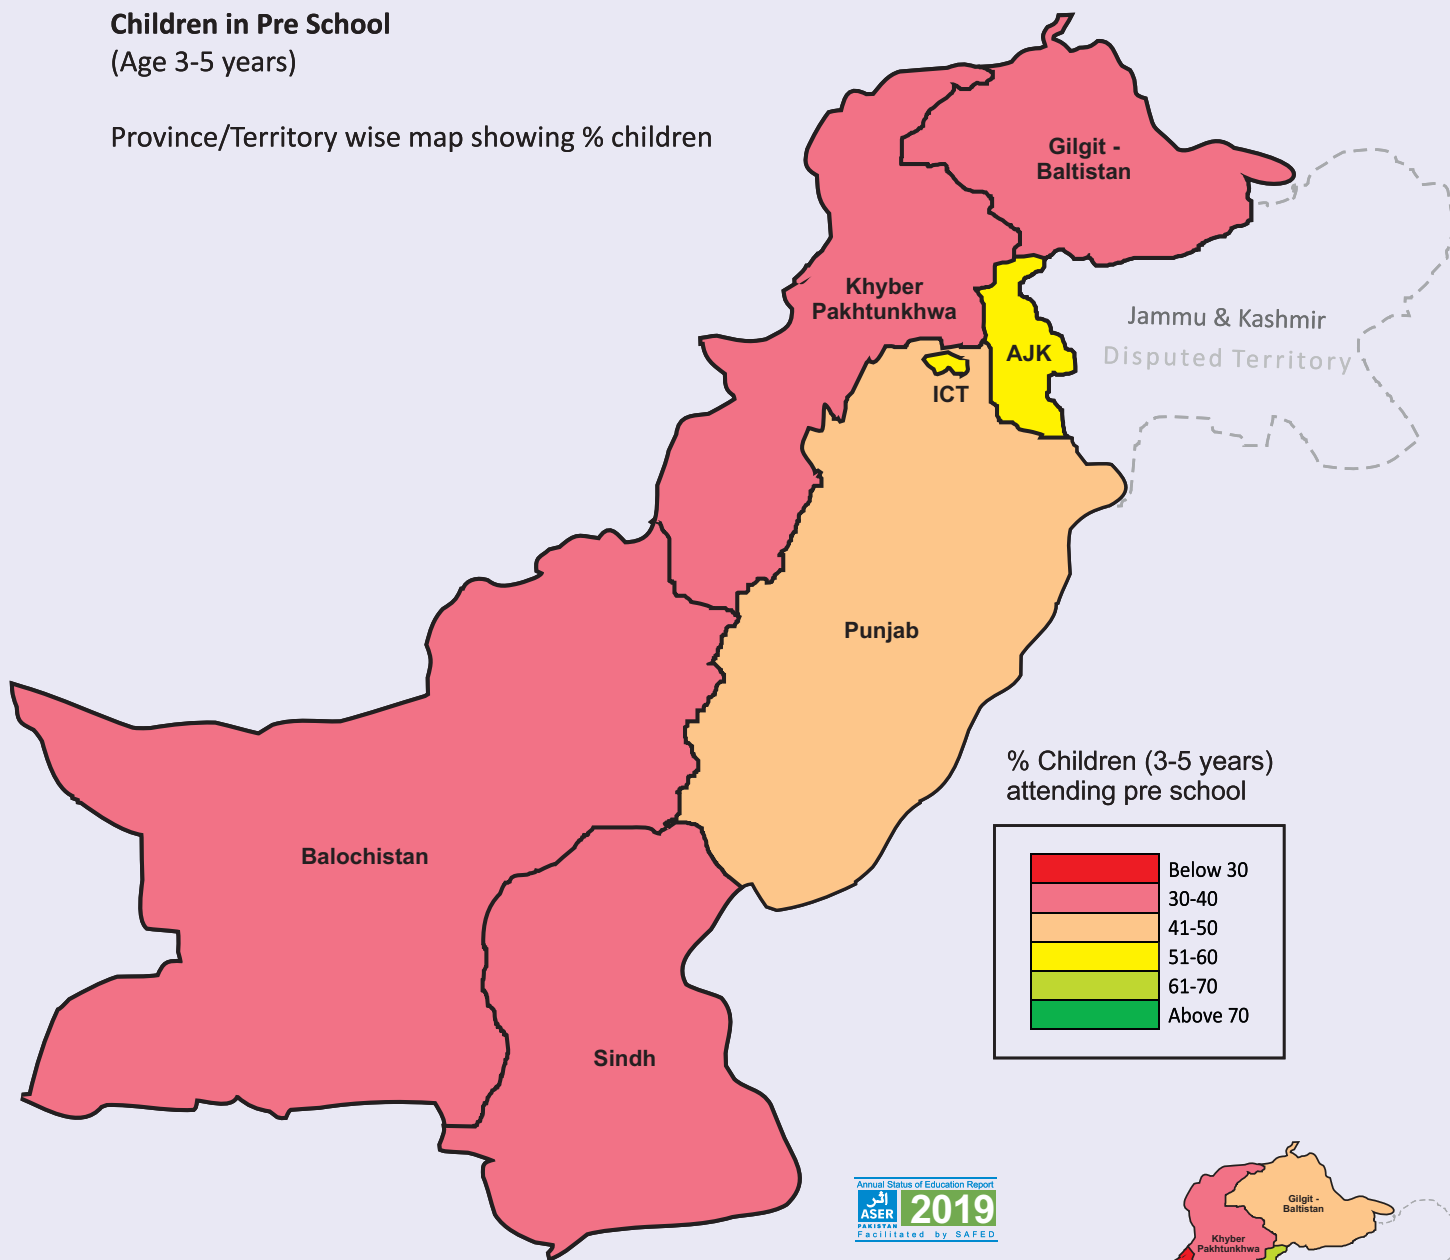 Children in Pre School
(Age 3-5 years)
Province/Territory wise map showing % children
Gilgit -
Baltistan
Khyber
Pakhtunkhwa
Jammu & Kashmir
Disputed Territory
AJK
ICT
Punjab
Balochistan
Sindh
% Children (3-5 years)
attending pre school
Below 30
30-40
41-50
51-60
61-70
Above 70
Annual Status of Education Report
اثر
ASER
PAKISTAN
2019
Facilitated by SAFED
Gilgit -
Baltistan
Khyber
Pakhtunkhwa